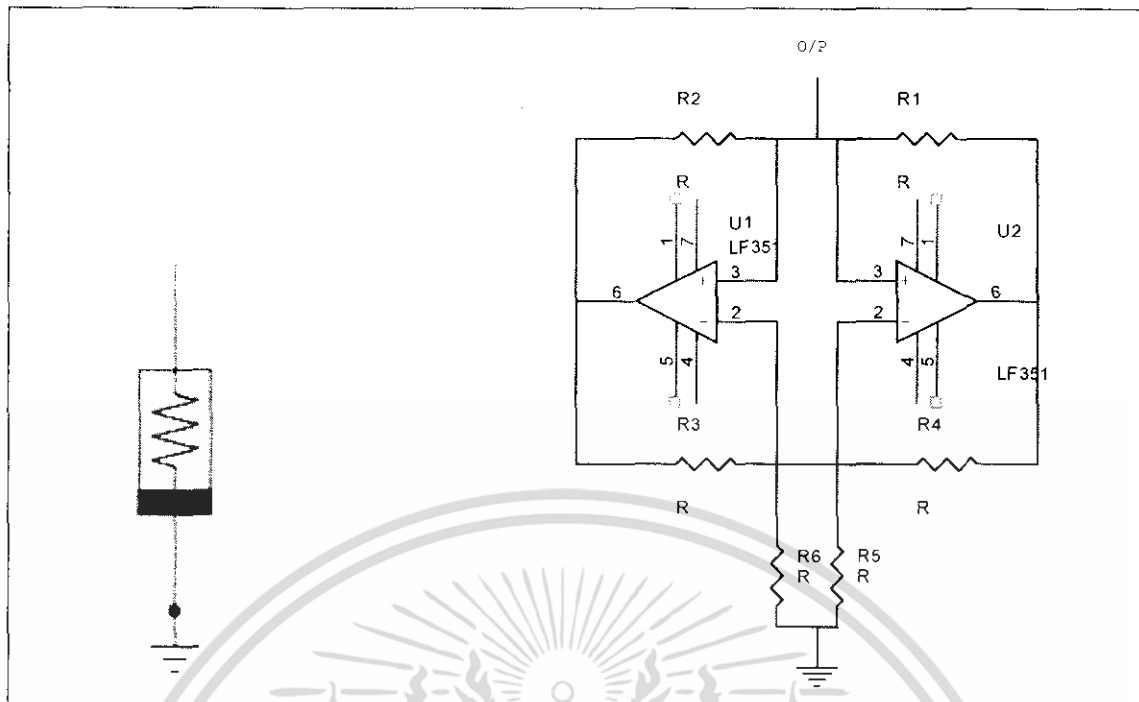 O/P
R2 R1
R R
U1 U2
LF351
1 7 7 1
3 3
6 6
2 2
5 4 4 5
LF351
R3 R4
R R
R6 R5
R R